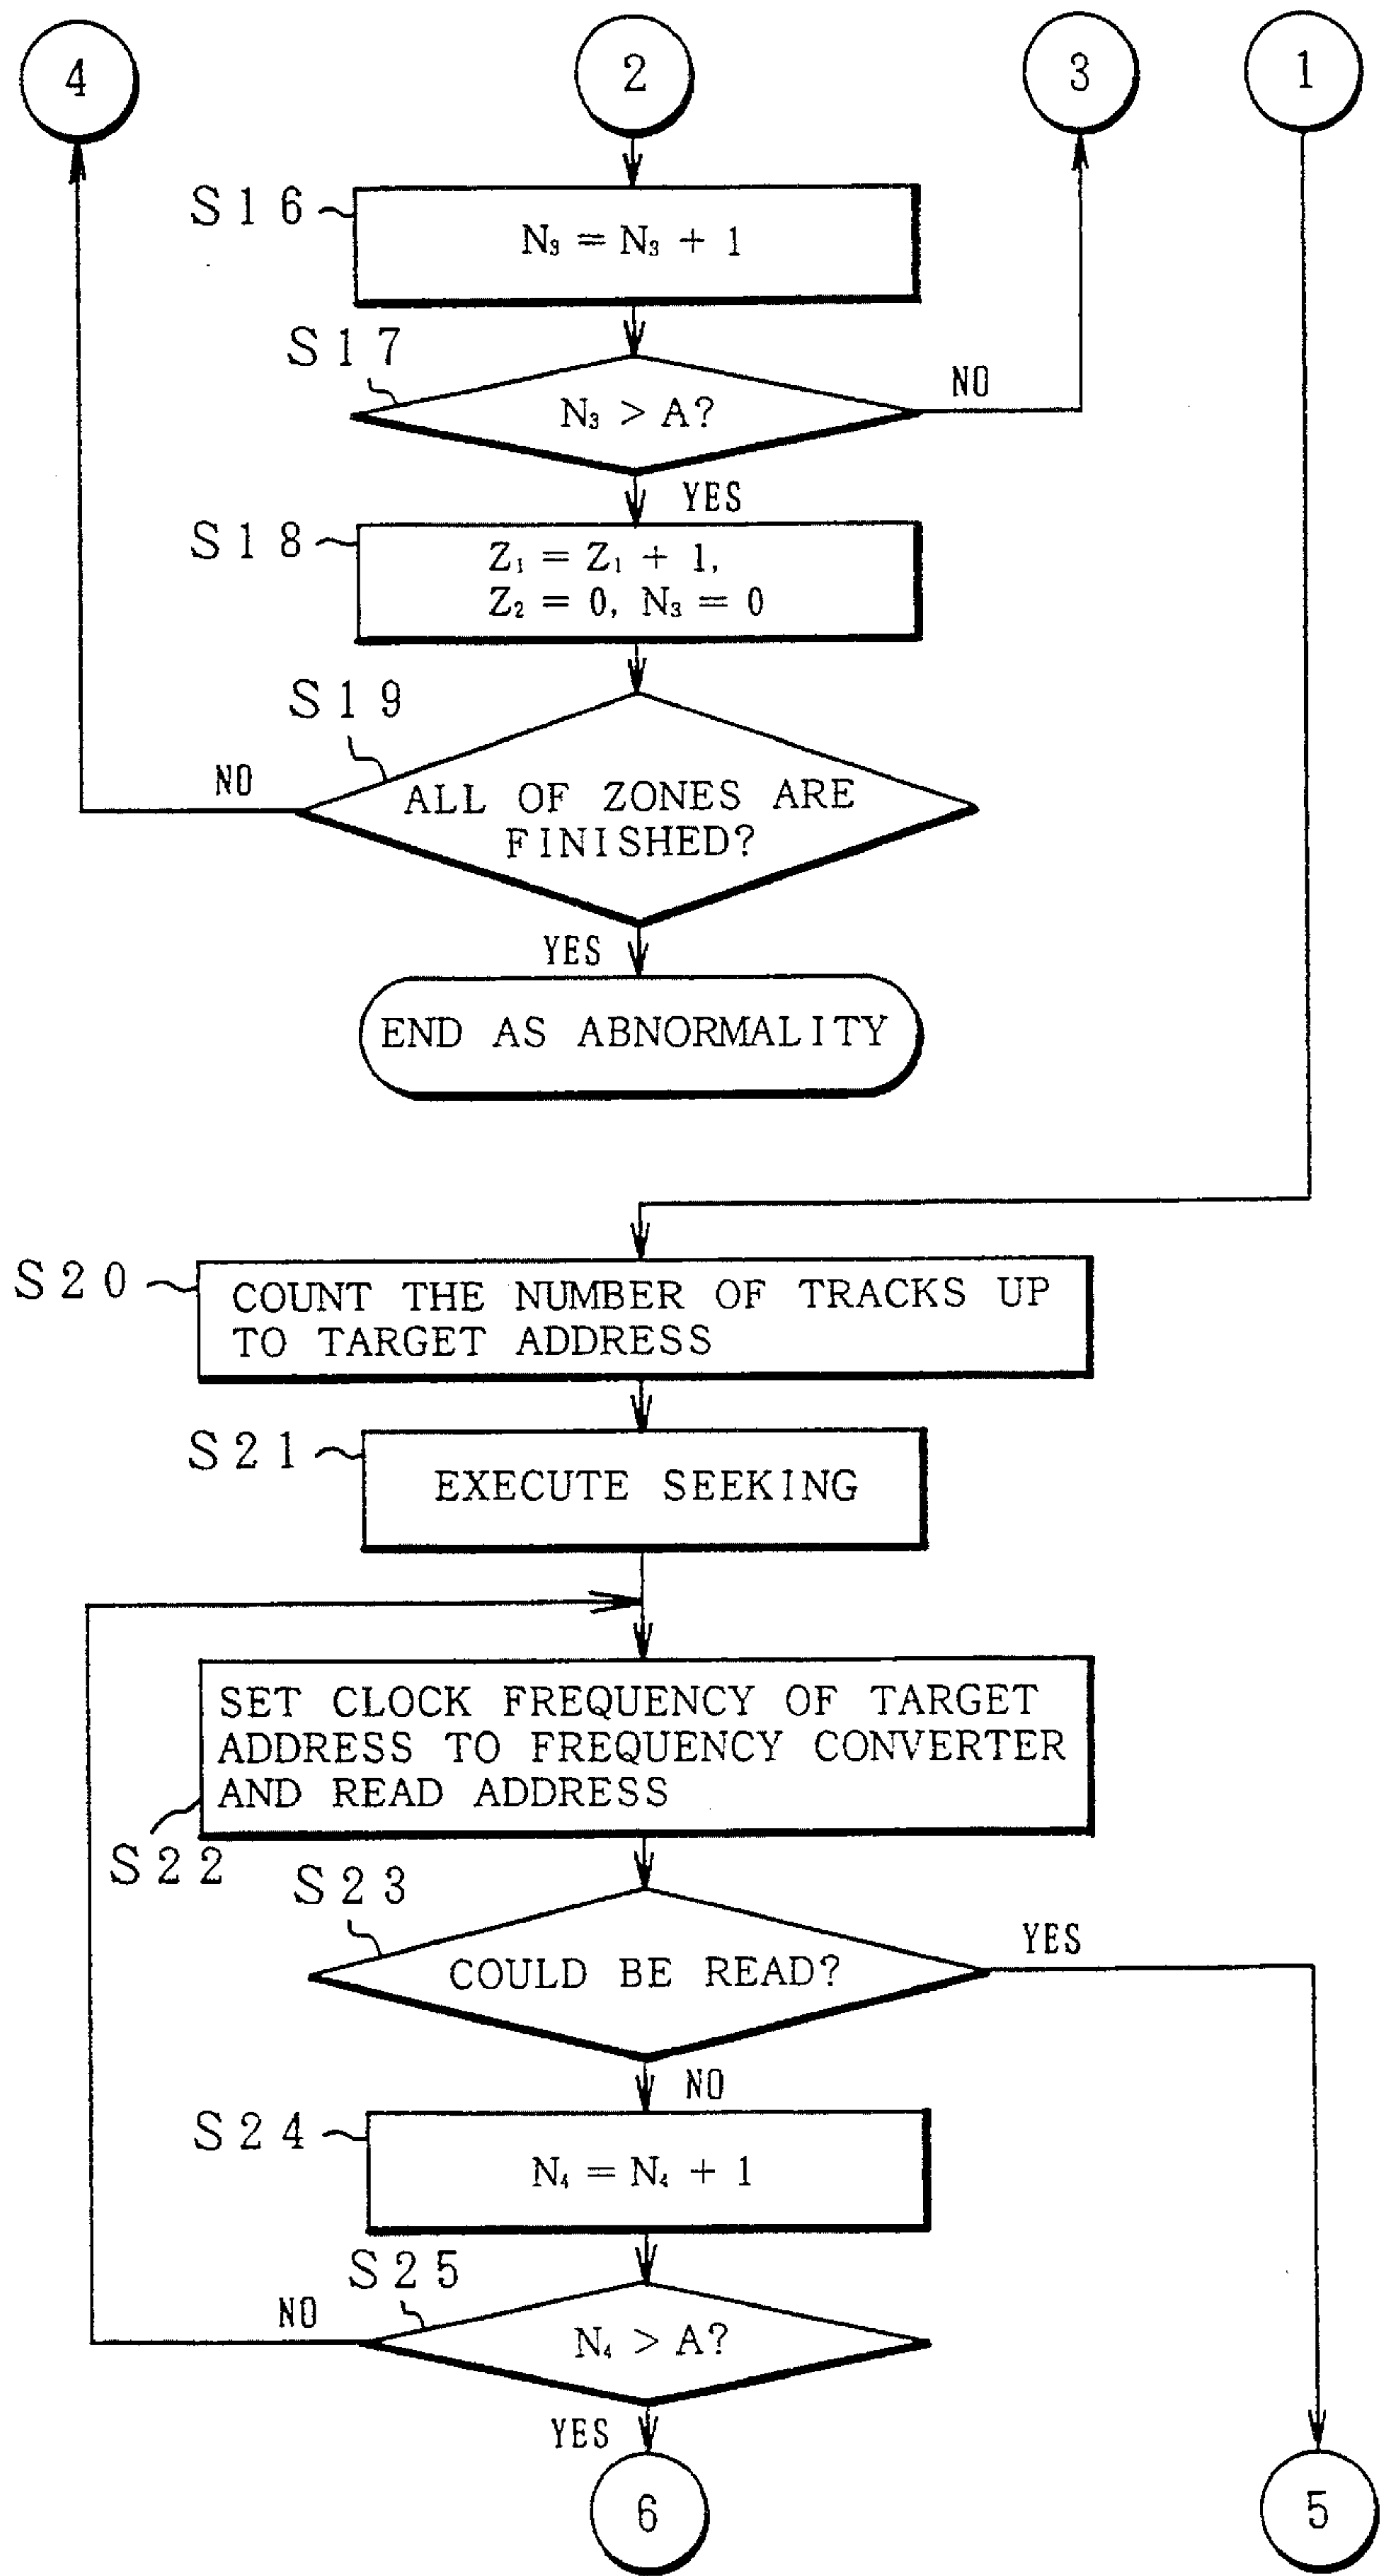 4
2
3
1
S16
N₃ = N₃ + 1
S17
N₃ > A?
NO
YES
S18
Z₁ = Z₁ + 1,
Z₂ = 0, N₃ = 0
S19
NO
ALL OF ZONES ARE
FINISHED?
YES
END AS ABNORMALITY
S20
COUNT THE NUMBER OF TRACKS UP
TO TARGET ADDRESS
S21
EXECUTE SEEKING
SET CLOCK FREQUENCY OF TARGET
ADDRESS TO FREQUENCY CONVERTER
AND READ ADDRESS
S22
S23
YES
COULD BE READ?
NO
S24
N₄ = N₄ + 1
S25
NO
N₄ > A?
YES
6
5